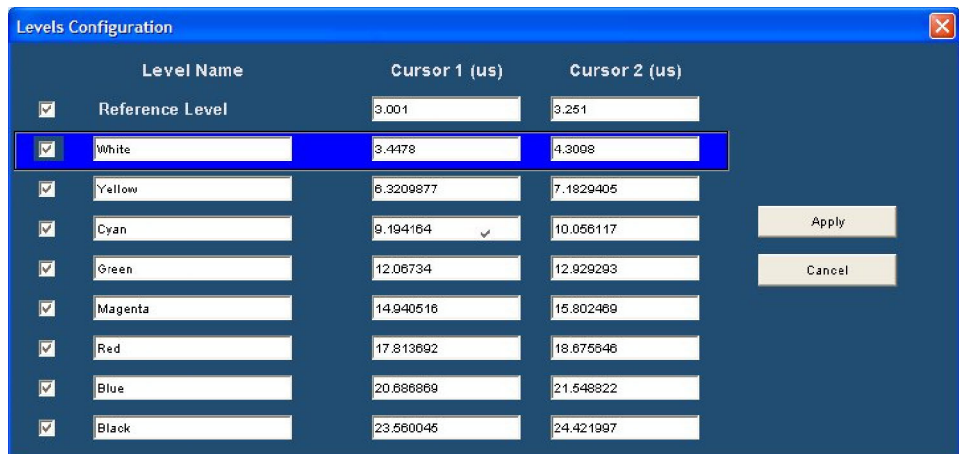 Levels Configuration
Level Name Cursor 1 (us) Cursor 2 (us)
Reference Level 3.001 3.251
White 3.4478 4.3098
Yellow 6.3209877 7.1829405
Cyan 9.194164 10.056117
Apply
Green 12.06734 12.929293
Cancel
Magenta 14.940516 15.802469
Red 17.813692 18.675646
Blue 20.686869 21.548822
Black 23.560045 24.421997